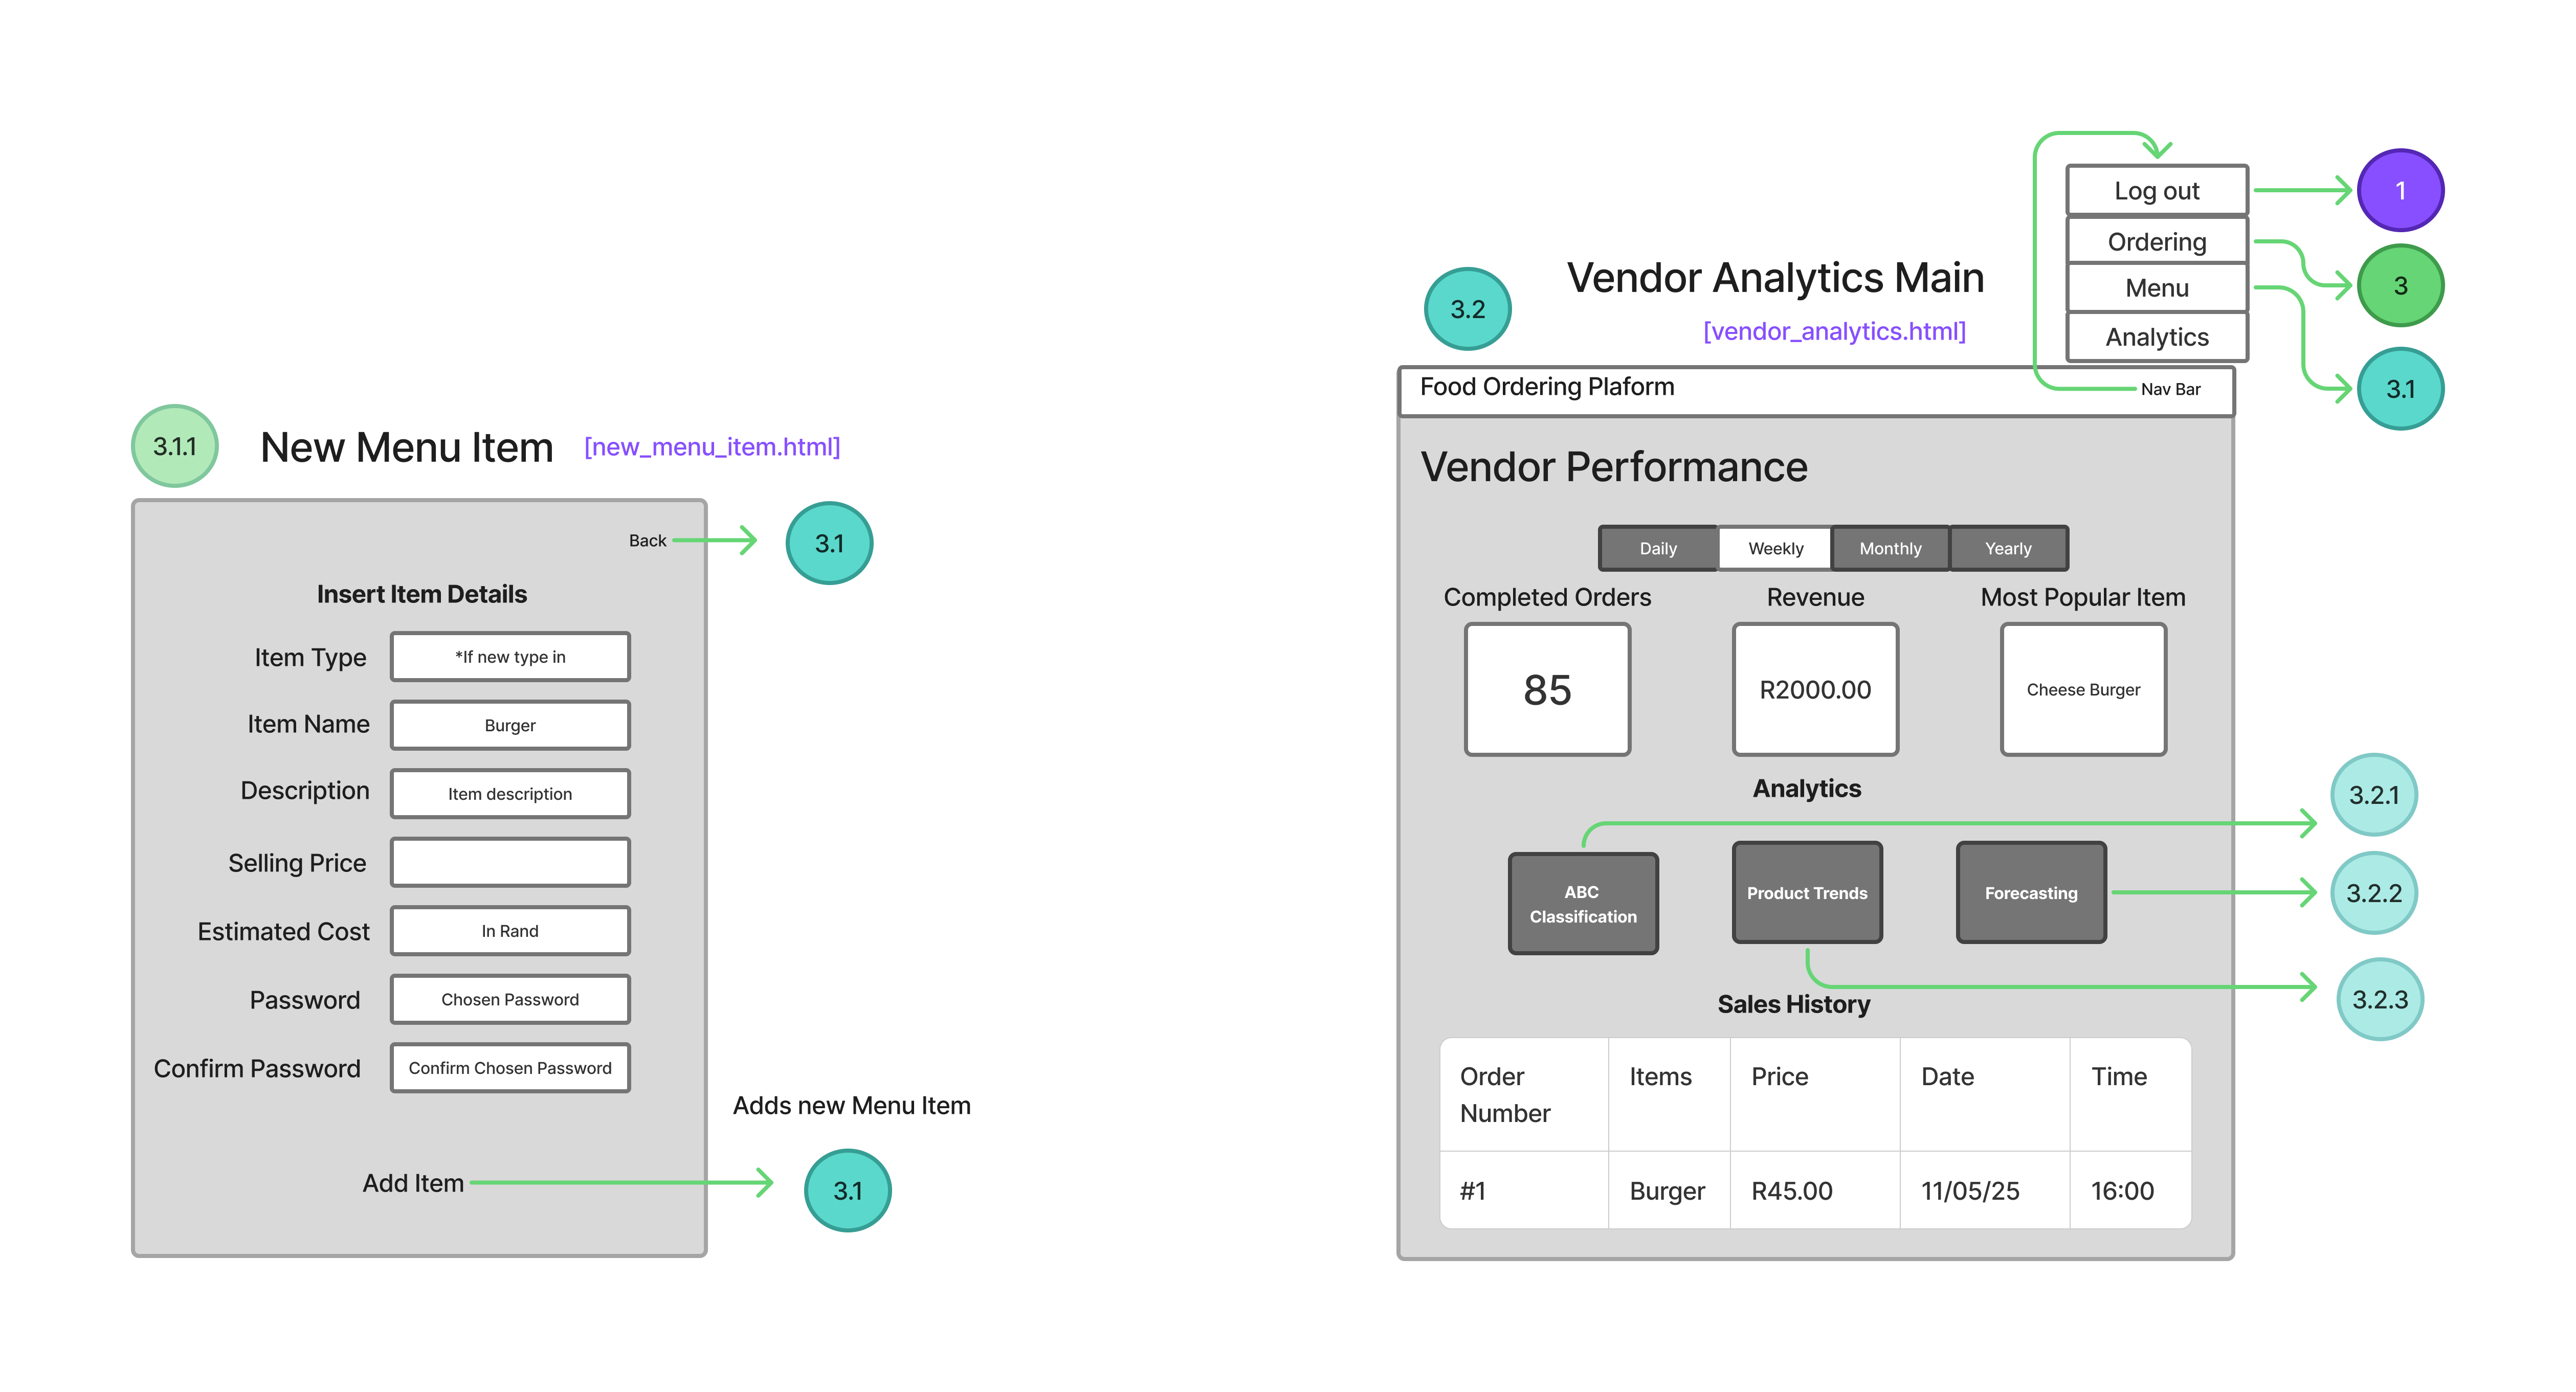 3.1.1
New Menu Item
[new_menu_item.html]
Back
3.1
Insert Item Details
Item Type
*If new type in
Item Name
Burger
Description
Item description
Selling Price
Estimated Cost
In Rand
Password
Chosen Password
Confirm Password
Confirm Chosen Password
Adds new Menu Item
Add Item
3.1
3.2
Vendor Analytics Main
[vendor_analytics.html]
Log out
1
Ordering
3
Menu
Analytics
3.1
Food Ordering Plaform
Nav Bar
Vendor Performance
Daily
Weekly
Monthly
Yearly
Completed Orders
Revenue
Most Popular Item
85
R2000.00
Cheese Burger
Analytics
3.2.1
ABC
Classification
Product Trends
Forecasting
3.2.2
3.2.3
Sales History
Order
Number
Items
Price
Date
Time
#1
Burger
R45.00
11/05/25
16:00